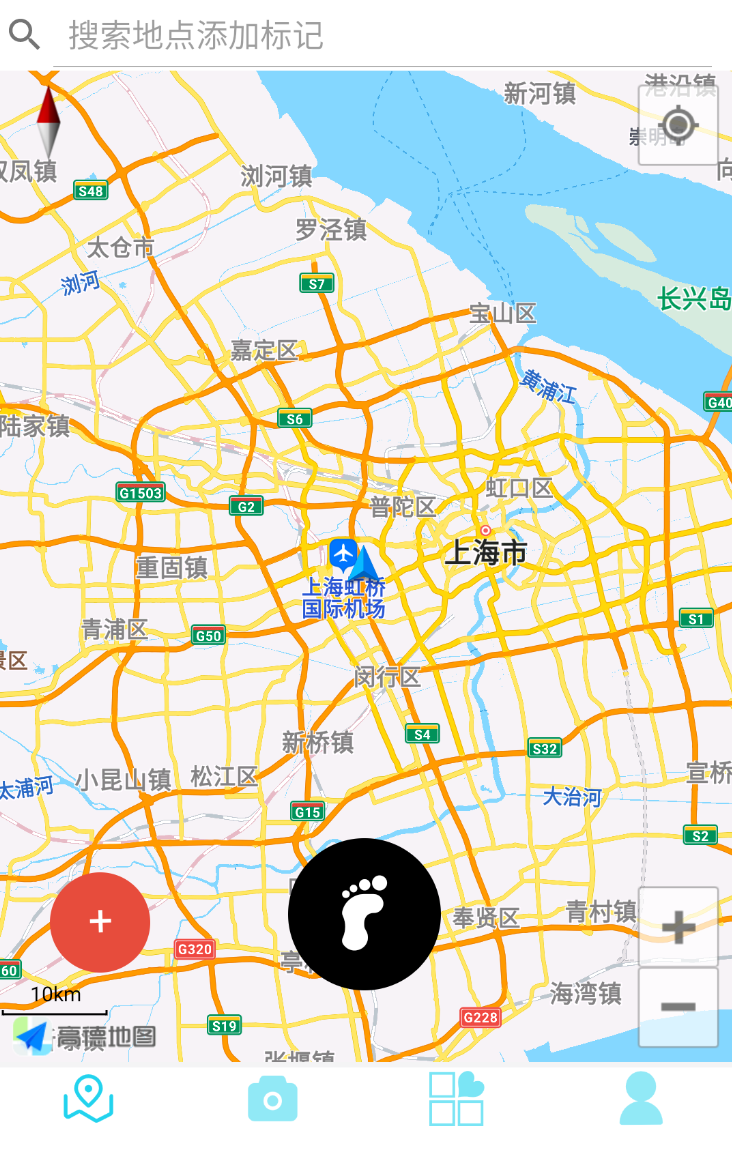 搜索地点添加标记
新河镇
港沿镇
浏河镇
S48
罗泾镇
太仓市
浏河
S7
长兴岛
宝山区
嘉定区
黄浦江
G40
S6
陆家镇
虹口区
G1503
G2
普陀区
上海市
重固镇
上海虹桥
国际机场
S1
青浦区
G50
景区
闵行区
S4
新桥镇
S32
宣桥
小昆山镇
松江区
太浦河
大治河
G15
S2
+
奉贤区
青村镇
G320
60
10km
海湾镇
S19
G228
高德地图
张堰镇